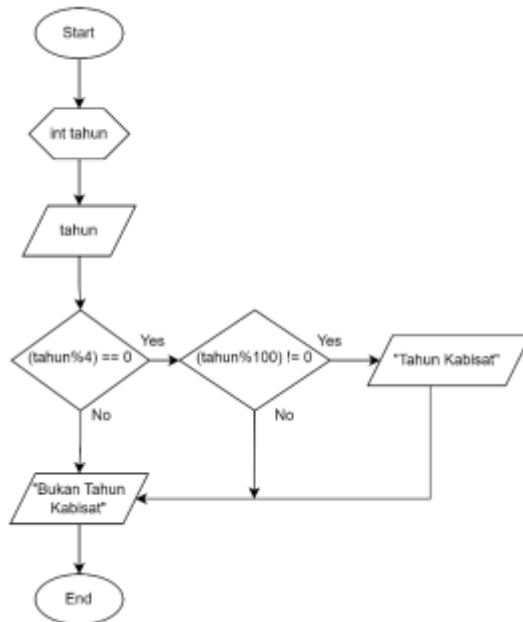 Start
int tahun
tahun
(tahun%4) == 0
Yes
(tahun%100) != 0
Yes
"Tahun Kabisat"
No
No
"Bukan Tahun
Kabisat"
End